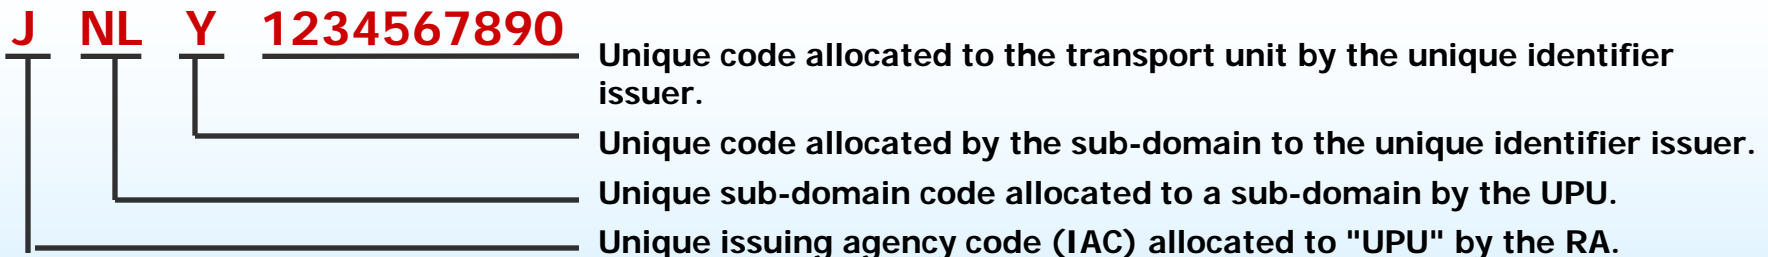 J NL Y 1234567890
Unique code allocated to the transport unit by the unique identifier
issuer.
Unique code allocated by the sub-domain to the unique identifier issuer.
Unique sub-domain code allocated to a sub-domain by the UPU.
Unique issuing agency code (IAC) allocated to "UPU" by the RA.